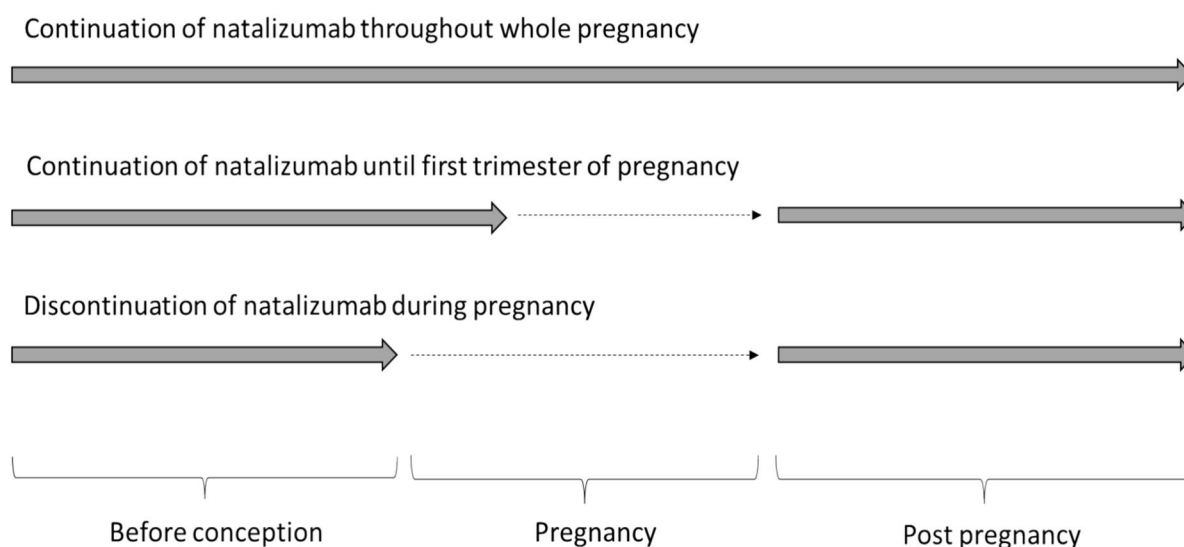 Continuation of natalizumab throughout whole pregnancy
Continuation of natalizumab until first trimester of pregnancy
Discontinuation of natalizumab during pregnancy
Before conception
Pregnancy
Post pregnancy